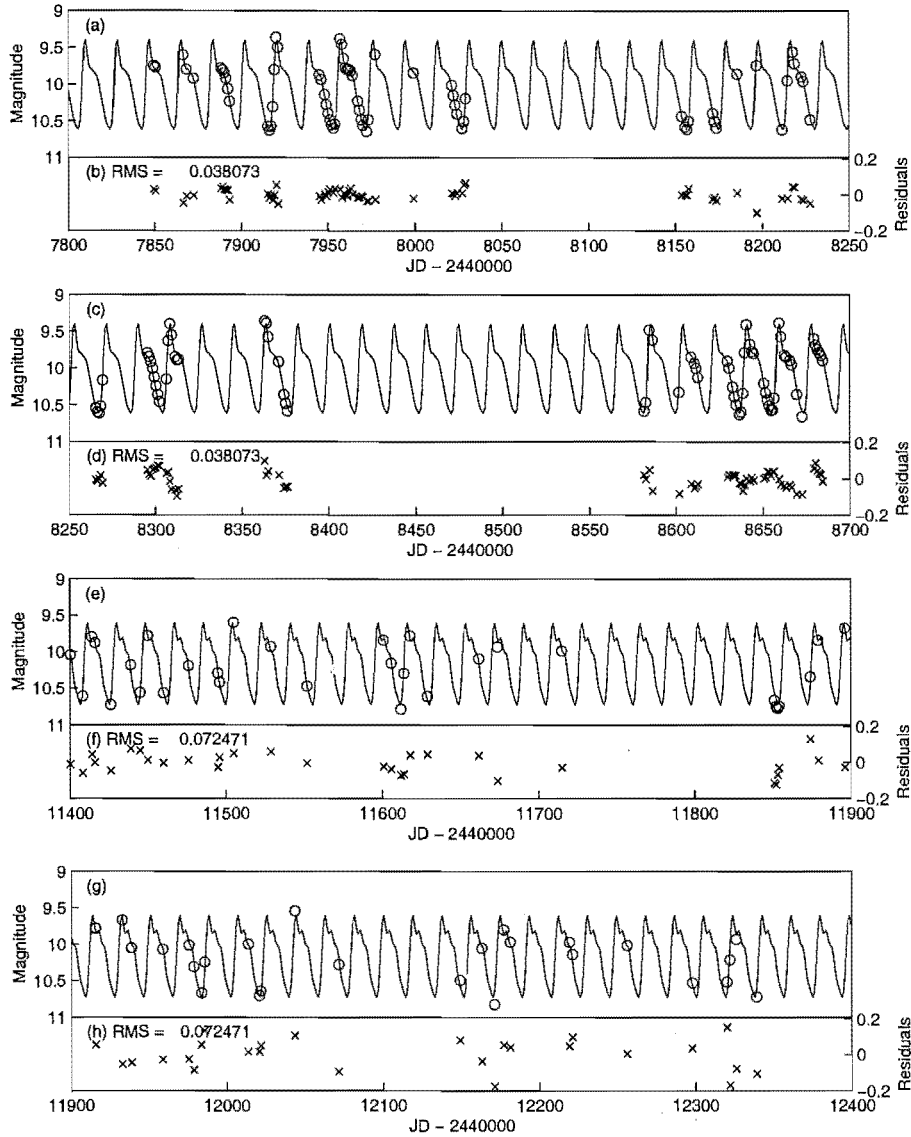 (a)
Magnitude
9
9.5
10
10.5
11
(b) RMS = 0.038073
0.2
0
-0.2
Residuals
7800 7850 7900 7950 8000 8050 8100 8150 8200 8250
JD - 2440000
(c)
Magnitude
9
9.5
10
10.5
11
(d) RMS = 0.038073
0.2
0
-0.2
Residuals
8250 8300 8350 8400 8450 8500 8550 8600 8650 8700
JD - 2440000
(e)
Magnitude
9
9.5
10
10.5
11
(f) RMS = 0.072471
0.2
0
-0.2
Residuals
11400 11500 11600 11700 11800 11900
JD - 2440000
(g)
Magnitude
9
9.5
10
10.5
11
(h) RMS = 0.072471
0.2
0
-0.2
Residuals
11900 12000 12100 12200 12300 12400
JD - 2440000